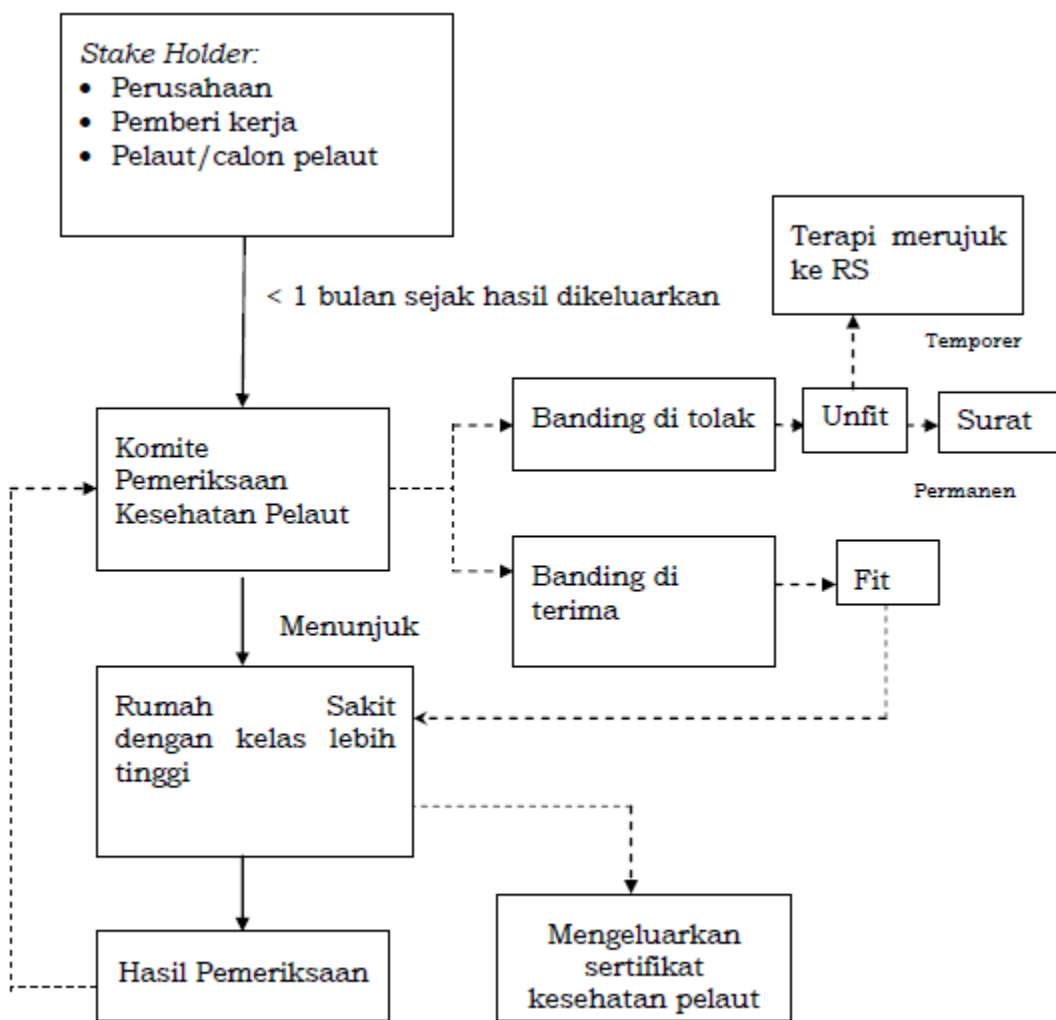 Stake Holder:
• Perusahaan
• Pemberi kerja
• Pelaut/calon pelaut
< 1 bulan sejak hasil dikeluarkan
Terapi merujuk
ke RS
Temporer
Komite
Pemeriksaan
Kesehatan Pelaut
Banding di tolak
Unfit
Surat
Permanen
Banding di
terima
Fit
Menunjuk
Rumah Sakit
dengan kelas lebih
tinggi
Hasil Pemeriksaan
Mengeluarkan
sertifikat
kesehatan pelaut